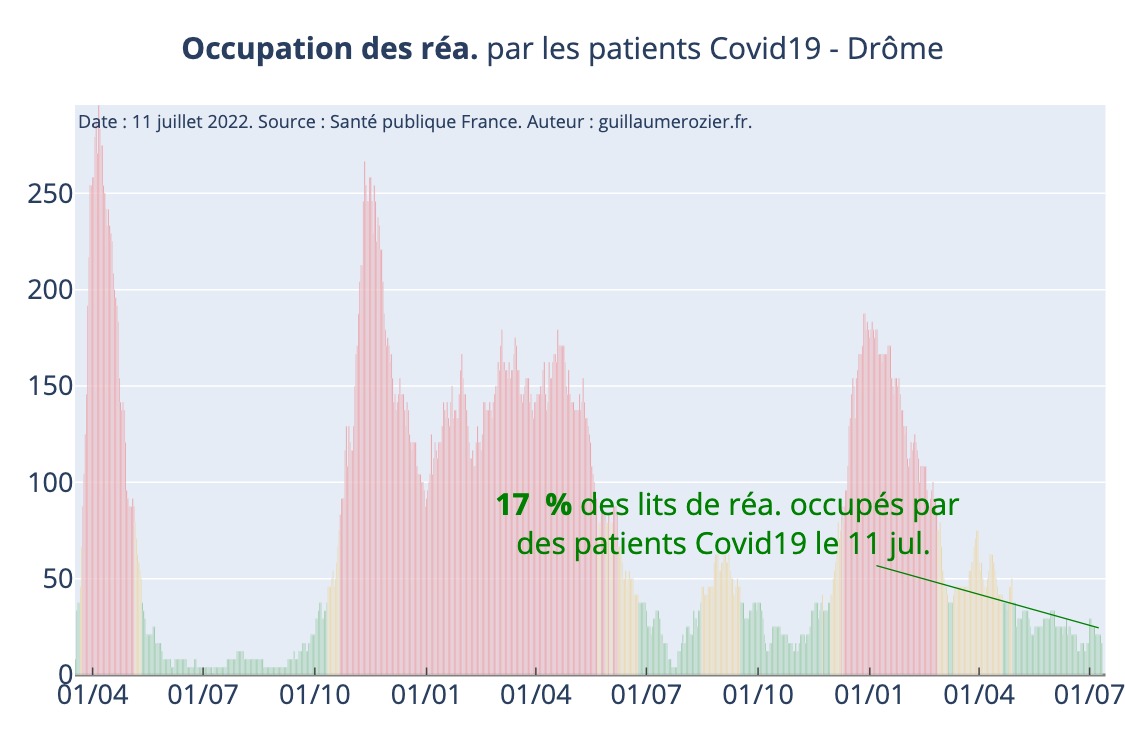 Occupation des réa. par les patients Covid19 - Drôme
Date : 11 juillet 2022. Source : Santé publique France. Auteur : guillaumerozier.fr.
250
200
150
100
50
0
17 % des lits de réa. occupés par
des patients Covid19 le 11 jul.
01/04 01/07 01/10 01/01 01/04 01/07 01/10 01/01 01/04 01/07